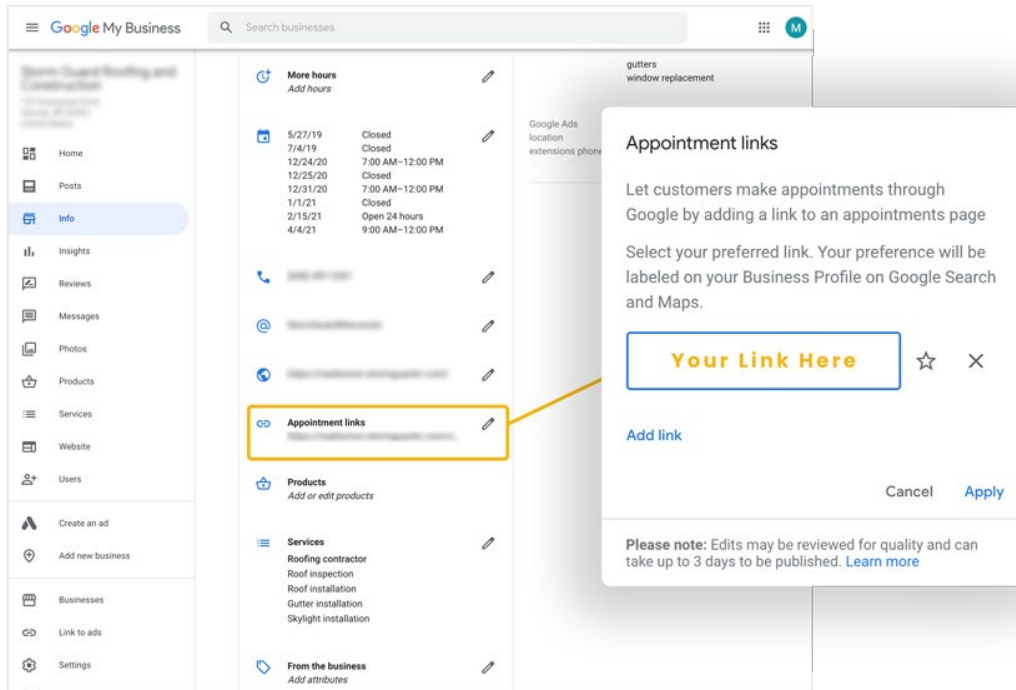 Google My Business
Search businesses
M
Home
Posts
Info
Insights
Reviews
Messages
Photos
Products
Services
Website
Users
Create an ad
Add new business
Businesses
Link to ads
Settings
More hours
Add hours
5/27/19 Closed
7/4/19 Closed
12/24/20 7:00 AM–12:00 PM
12/25/20 Closed
12/31/20 7:00 AM–12:00 PM
1/1/21 Closed
2/15/21 Open 24 hours
4/4/21 9:00 AM–12:00 PM
Appointment links
Products
Add or edit products
Services
Roofing contractor
Roof inspection
Roof installation
Gutter installation
Skylight installation
From the business
Add attributes
gutters
window replacement
Google Ads
location
extensions phone
Appointment links
Let customers make appointments through
Google by adding a link to an appointments page
Select your preferred link. Your preference will be
labeled on your Business Profile on Google Search
and Maps.
Your Link Here
Add link
Cancel Apply
Please note: Edits may be reviewed for quality and can
take up to 3 days to be published. Learn more